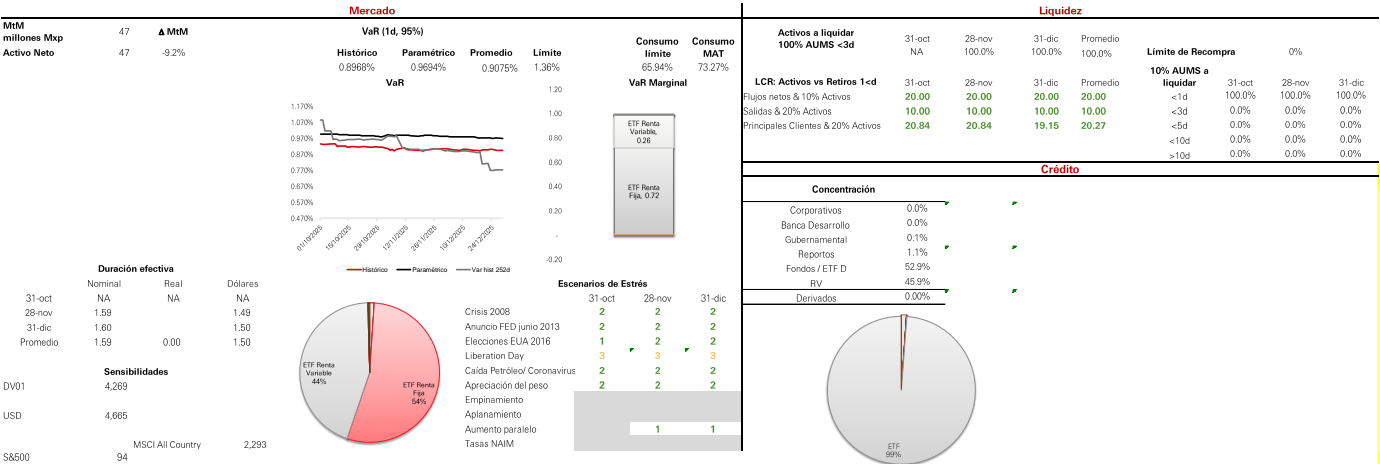 Mercado
MtM
millones Mxp
47
Δ MtM
Activo Neto
47
-9.2%
VaR (1d, 95%)
Histórico Paramétrico Promedio Límite
0.8968% 0.9694% 0.9075% 1.36%
Consumo límite
Consumo MAT
65.94% 73.27%
VaR
1.170%
1.070%
0.970%
0.870%
0.770%
0.670%
0.570%
0.470%
01/10/2025
15/10/2025
29/10/2025
12/11/2025
26/11/2025
10/12/2025
24/12/2025
Histórico Paramétrico Var hist 252d
VaR Marginal
1.20
1.00
0.80
0.60
0.40
0.20
-
-0.20
ETF Renta
Variable,
0.26
ETF Renta
Fija, 0.72
Duración efectiva
Nominal Real Dólares
31-oct NA NA NA
28-nov 1.59 1.49
31-dic 1.60 1.50
Promedio 1.59 0.00 1.50
Sensibilidades
DV01 4,269
USD 4,665
MSCI All Country 2,293
S&500 94
ETF Renta
Variable
44%
ETF Renta
Fija
54%
Escenarios de Estrés
31-oct 28-nov 31-dic
Crisis 2008 2 2 2
Anuncio FED junio 2013 2 2 2
Elecciones EUA 2016 1 2 2
Liberation Day 3 3 3
Caída Petróleo/ Coronavirus 2 2 2
Apreciación del peso 2 2 2
Empinamiento
Aplanamiento
Aumento paralelo 1 1
Tasas NAIM
Liquidez
Activos a liquidar
100% AUMS <3d
31-oct 28-nov 31-dic Promedio
NA 100.0% 100.0% 100.0%
Límite de Recompra 0%
LCR: Activos vs Retiros 1<d 31-oct 28-nov 31-dic Promedio
Flujos netos & 10% Activos 20.00 20.00 20.00 20.00
Salidas & 20% Activos 10.00 10.00 10.00 10.00
Principales Clientes & 20% Activos 20.84 20.84 19.15 20.27
10% AUMS a
liquidar 31-oct 28-nov 31-dic
<1d 100.0% 100.0% 100.0%
<3d 0.0% 0.0% 0.0%
<5d 0.0% 0.0% 0.0%
<10d 0.0% 0.0% 0.0%
>10d 0.0% 0.0% 0.0%
Crédito
Concentración
Corporativos 0.0%
Banca Desarrollo 0.0%
Gubernamental 0.1%
Reportos 1.1%
Fondos / ETF D 52.9%
RV 45.9%
Derivados 0.00%
ETF
99%